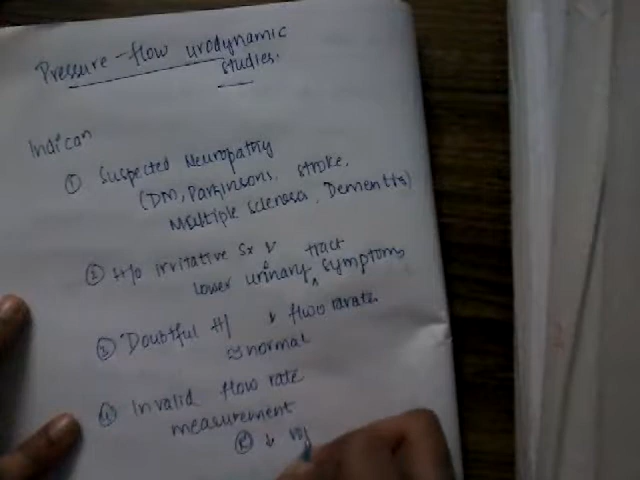 Pressure-flow urodynamic
studies.
Indican
① Suspected Neuropathy
(DM, Parkinsons, stroke,
Multiple sclerosis, Dementia)
② H/o irritative Sx &
lower urinary ^ tract symptoms
③ Doubtful H/ & flow rate
normal
④ Invalid flow rate
measurement